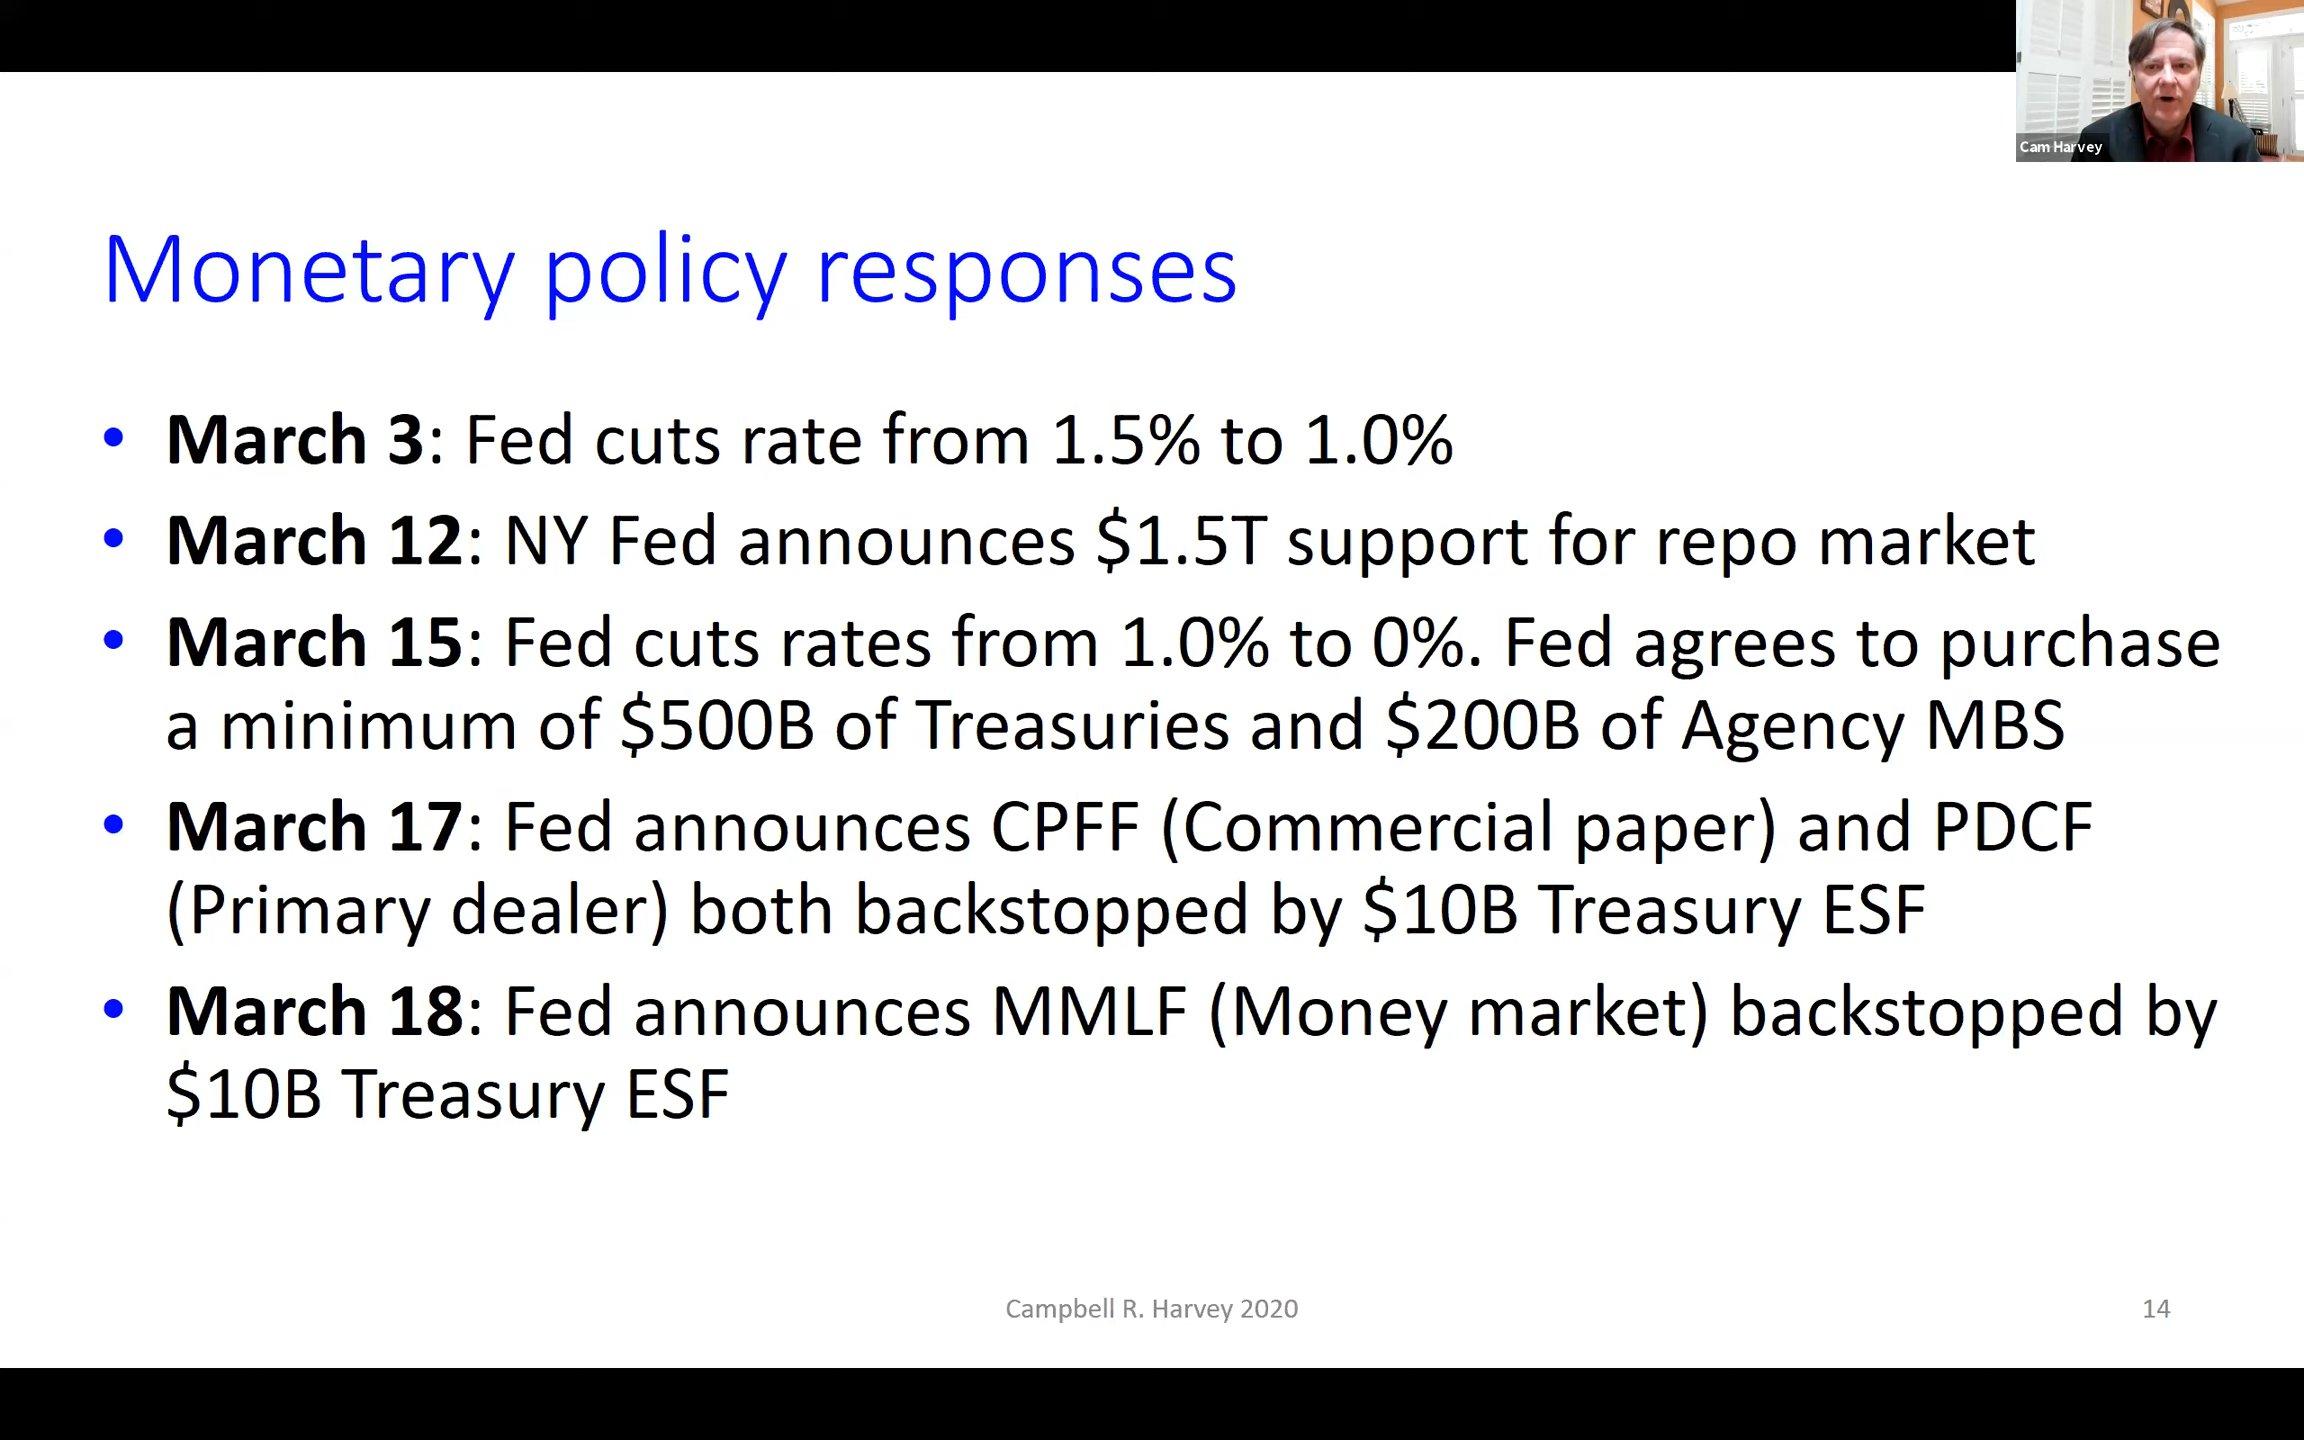 Cam Harvey
Monetary policy responses
• March 3: Fed cuts rate from 1.5% to 1.0%
• March 12: NY Fed announces $1.5T support for repo market
• March 15: Fed cuts rates from 1.0% to 0%. Fed agrees to purchase
a minimum of $500B of Treasuries and $200B of Agency MBS
• March 17: Fed announces CPFF (Commercial paper) and PDCF
(Primary dealer) both backstopped by $10B Treasury ESF
• March 18: Fed announces MMLF (Money market) backstopped by
$10B Treasury ESF
Campbell R. Harvey 2020
14